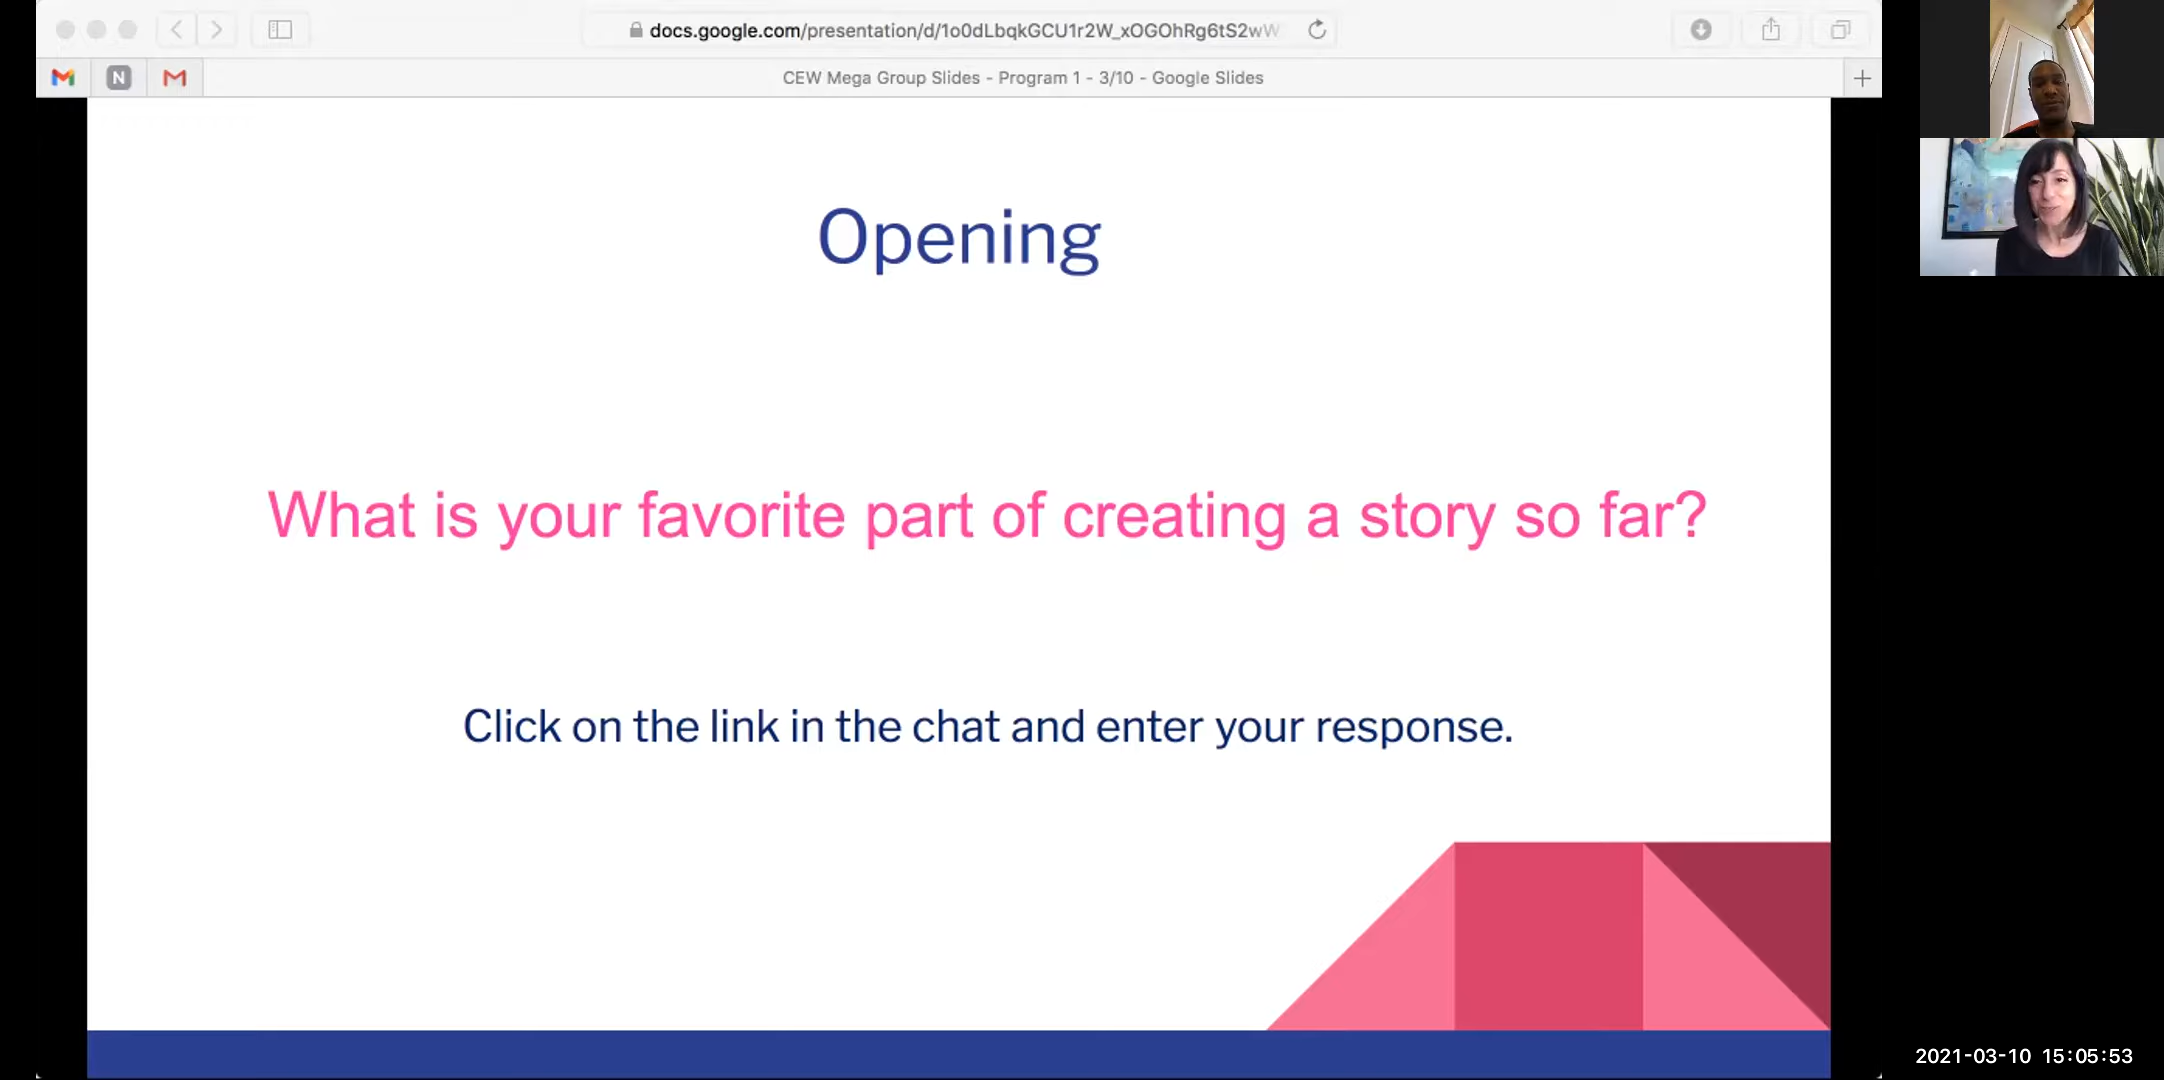 docs.google.com/presentation/d/1o0dLbqkGCU1r2W_xOGOhRg6tS2wW
N
CEW Mega Group Slides - Program 1 - 3/10 - Google Slides
Opening
What is your favorite part of creating a story so far?
Click on the link in the chat and enter your response.
2021-03-10 15:05:53